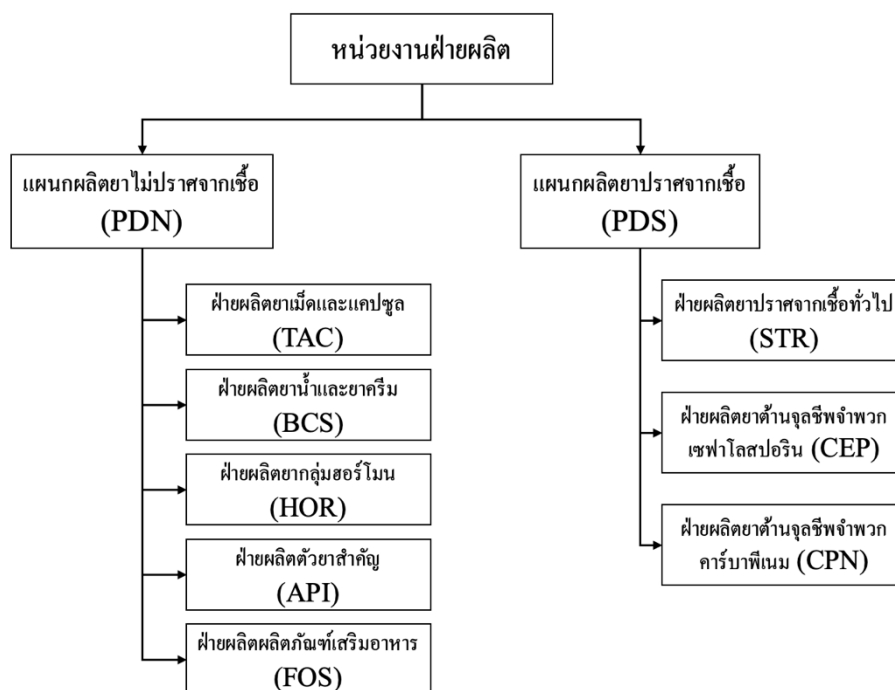 หน่วยงานฝ่ายผลิต
แผนกผลิตยาไม่ปราศจากเชื้อ
(PDN)
ฝ่ายผลิตยาเม็ดและแคปซูล
(TAC)
ฝ่ายผลิตยาน้ำและยาครีม
(BCS)
ฝ่ายผลิตยากลุ่มฮอร์โมน
(HOR)
ฝ่ายผลิตตัวยาสำคัญ
(API)
ฝ่ายผลิตผลิตภัณฑ์เสริมอาหาร
(FOS)
แผนกผลิตยาปราศจากเชื้อ
(PDS)
ฝ่ายผลิตยาปราศจากเชื้อทั่วไป
(STR)
ฝ่ายผลิตยาต้านจุลชีพจำพวก
เซฟาโลสปอริน (CEP)
ฝ่ายผลิตยาต้านจุลชีพจำพวก
คาร์บาพีเนม (CPN)